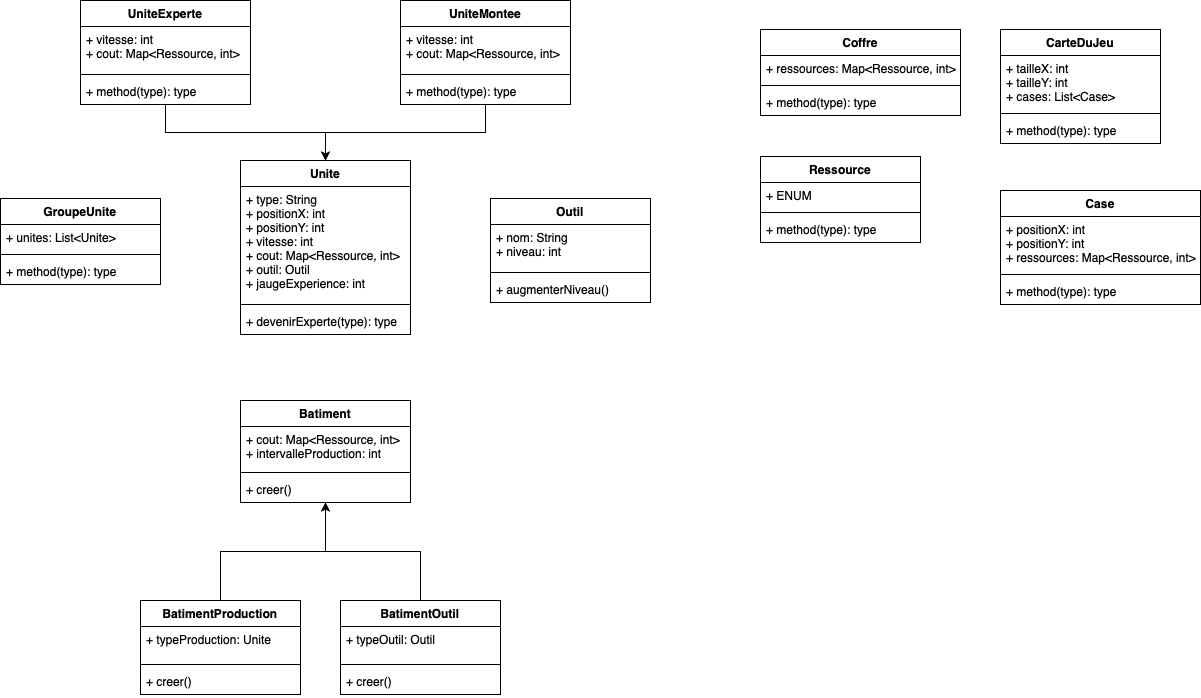 UniteExperte
+ vitesse: int
+ cout: Map<Ressource, int>
+ method(type): type
UniteMontee
+ vitesse: int
+ cout: Map<Ressource, int>
+ method(type): type
Coffre
+ ressources: Map<Ressource, int>
+ method(type): type
CarteDuJeu
+ tailleX: int
+ tailleY: int
+ cases: List<Case>
+ method(type): type
GroupeUnite
+ unites: List<Unite>
+ method(type): type
Unite
+ type: String
+ positionX: int
+ positionY: int
+ vitesse: int
+ cout: Map<Ressource, int>
+ outil: Outil
+ jaugeExperience: int
+ devenirExperte(type): type
Outil
+ nom: String
+ niveau: int
+ augmenterNiveau()
Ressource
+ ENUM
+ method(type): type
Case
+ positionX: int
+ positionY: int
+ ressources: Map<Ressource, int>
+ method(type): type
Batiment
+ cout: Map<Ressource, int>
+ intervalleProduction: int
+ creer()
BatimentProduction
+ typeProduction: Unite
+ creer()
BatimentOutil
+ typeOutil: Outil
+ creer()